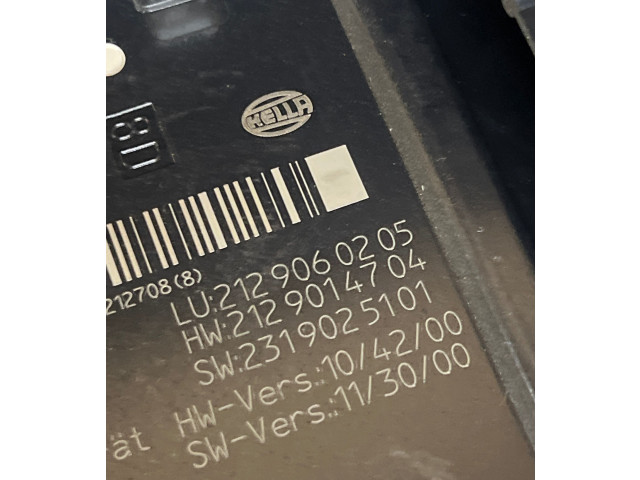 HELLA
8D
212708(8)
LU:212 906 02 05
HW:212 901 47 04
SW:231 902 51 01
HW-Vers.:10/42/00
ät SW-Vers.:11/30/00